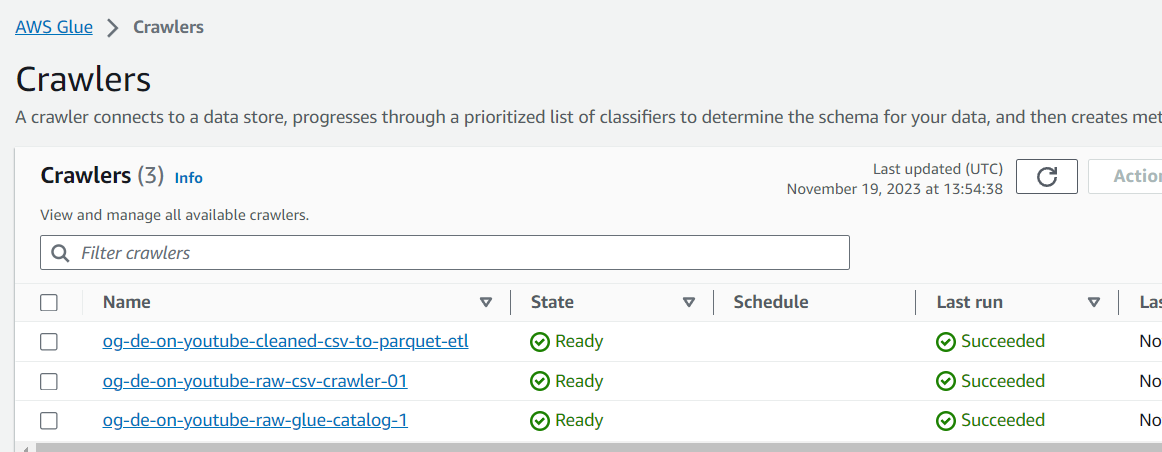 AWS Glue > Crawlers
Crawlers
A crawler connects to a data store, progresses through a prioritized list of classifiers to determine the schema for your data, and then creates met
Crawlers (3) Info
Last updated (UTC)
November 19, 2023 at 13:54:38
Action
View and manage all available crawlers.
Filter crawlers
Name State Schedule Last run Las
og-de-on-youtube-cleaned-csv-to-parquet-etl Ready Succeeded No
og-de-on-youtube-raw-csv-crawler-01 Ready Succeeded No
og-de-on-youtube-raw-glue-catalog-1 Ready Succeeded No